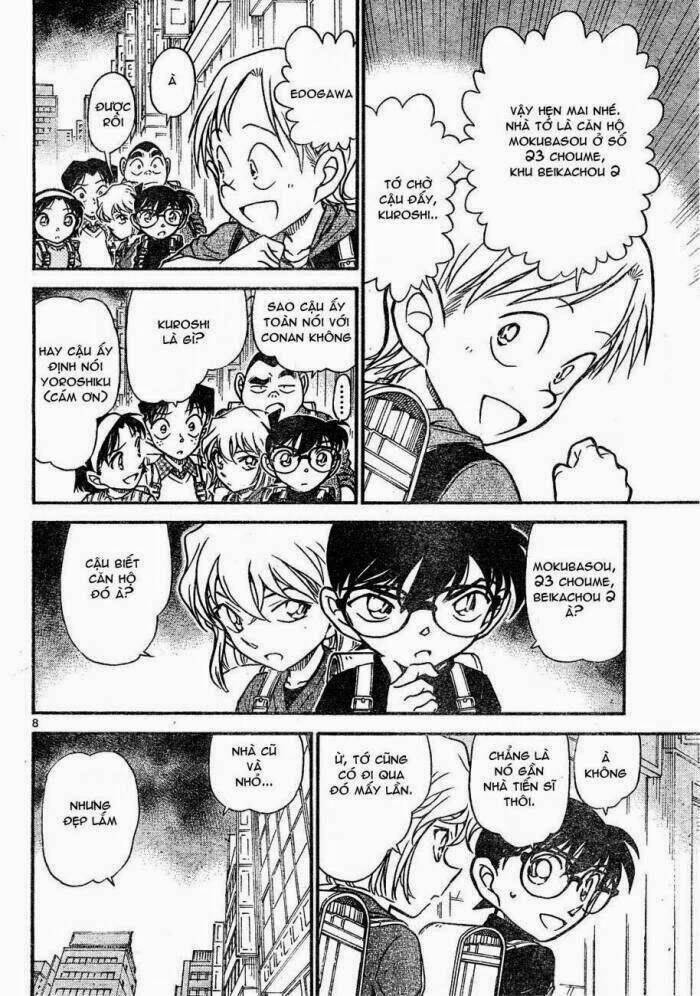 VẬY HẸN MAI NHÉ.
NHÀ TỚ LÀ CĂN HỘ
MOKUBASOU Ở SỐ
23 CHOUME,
KHU BEIKACHOU 2
TỚ CHỜ
CẬU ĐẤY,
KUROSHI..
EDOGAWA
À
ĐƯỢC
RỒI
SAO CẬU ẤY
TOÀN NÓI VỚI
CONAN KHÔNG
......
KUROSHI
LÀ GÌ?
HAY CẬU ẤY
ĐỊNH NÓI
YOROSHIKU
(CÁM ƠN)
MOKUBASOU,
23 CHOUME,
BEIKACHOU 2
À?
CẬU BIẾT
CĂN HỘ
ĐÓ À?
8
À
KHÔNG
CHẲNG LÀ
NÓ GẦN
NHÀ TIẾN SĨ
THÔI.
Ừ, TỚ CŨNG
CÓ ĐI QUA
ĐÓ MẤY LẦN.
NHÀ CŨ
VÀ
NHỎ...
NHƯNG
ĐẸP LẮM